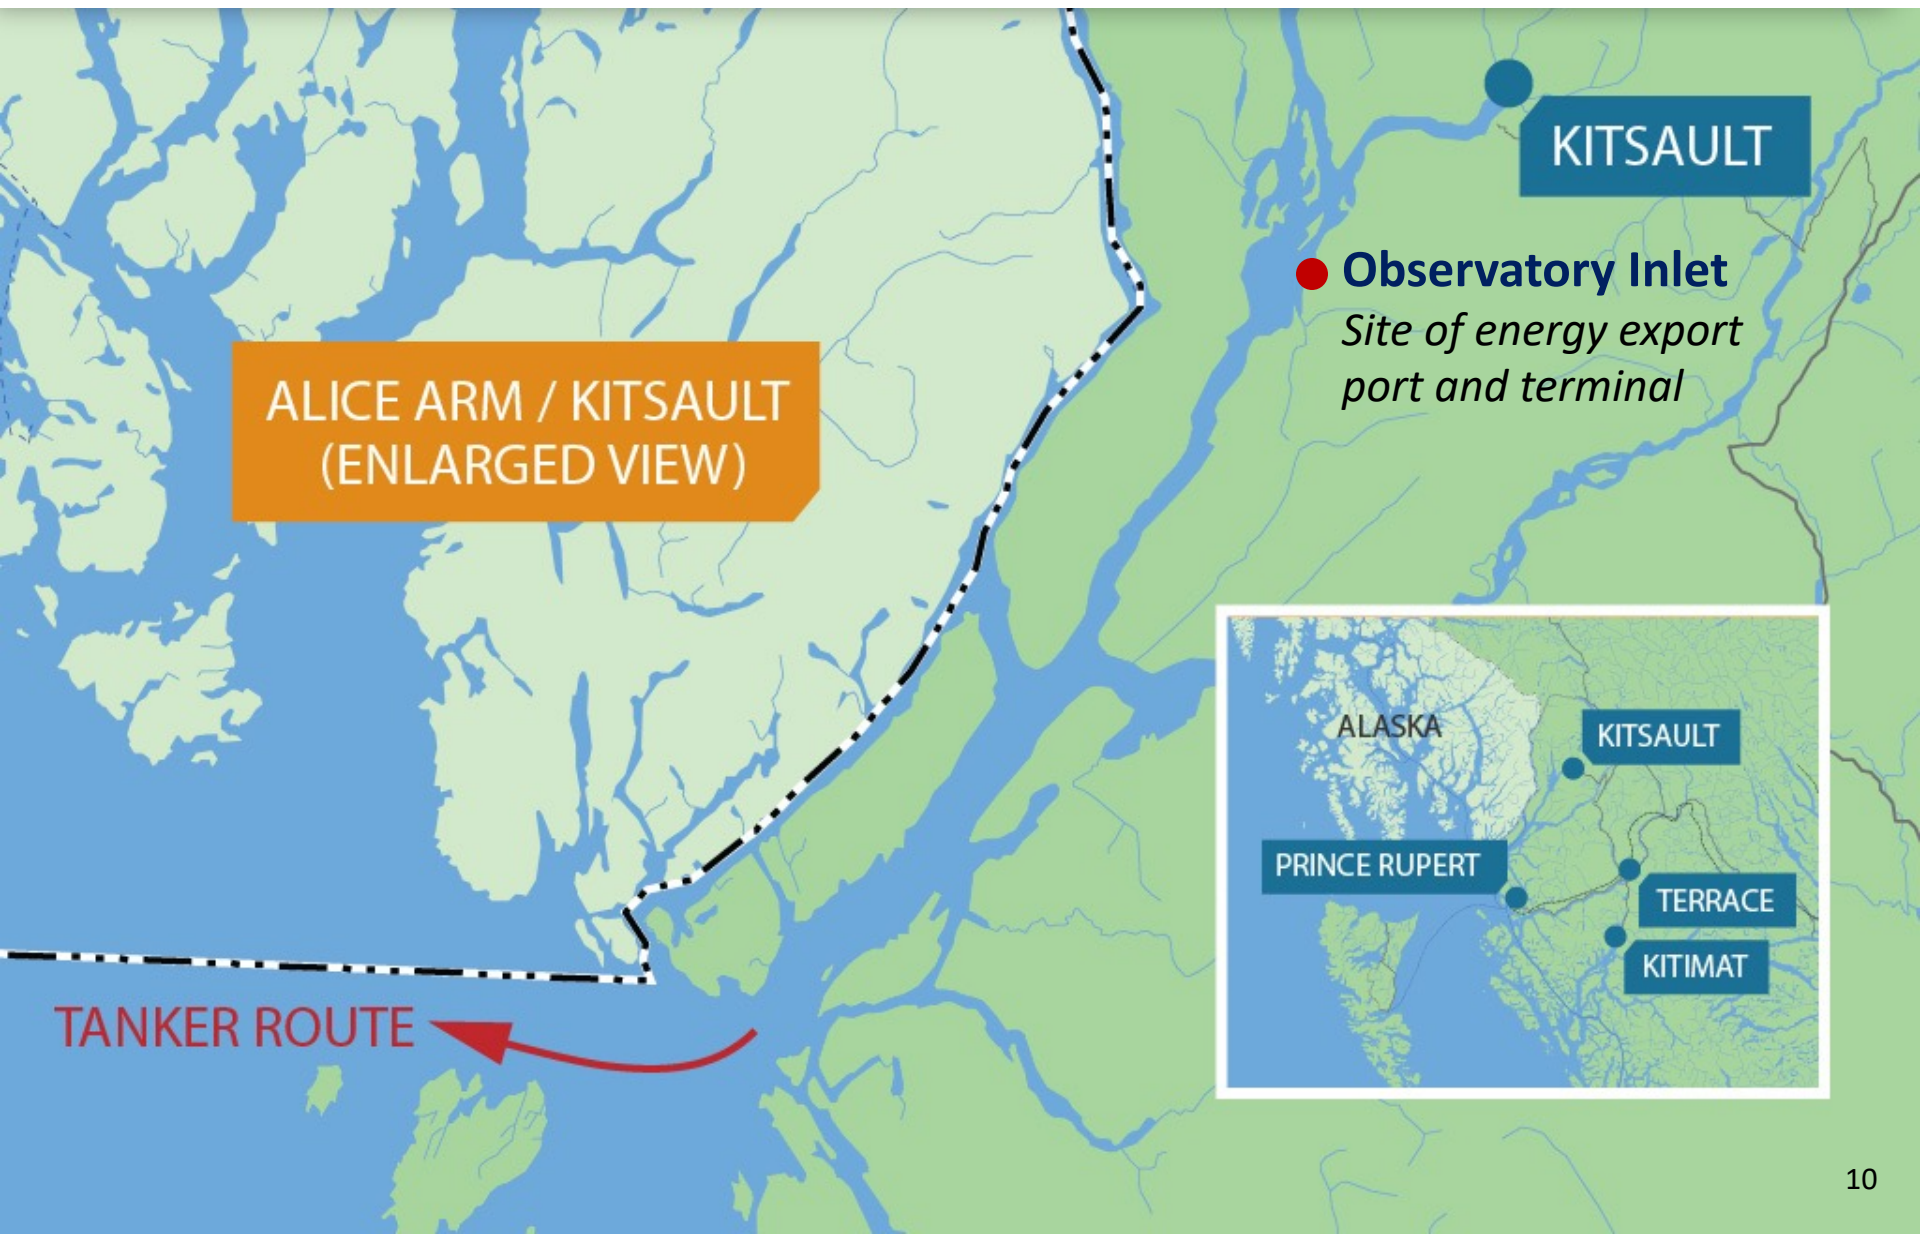 KITSAULT
Observatory Inlet
Site of energy export
port and terminal
ALICE ARM / KITSAULT
(ENLARGED VIEW)
ALASKA
KITSAULT
PRINCE RUPERT
TERRACE
KITIMAT
TANKER ROUTE
10